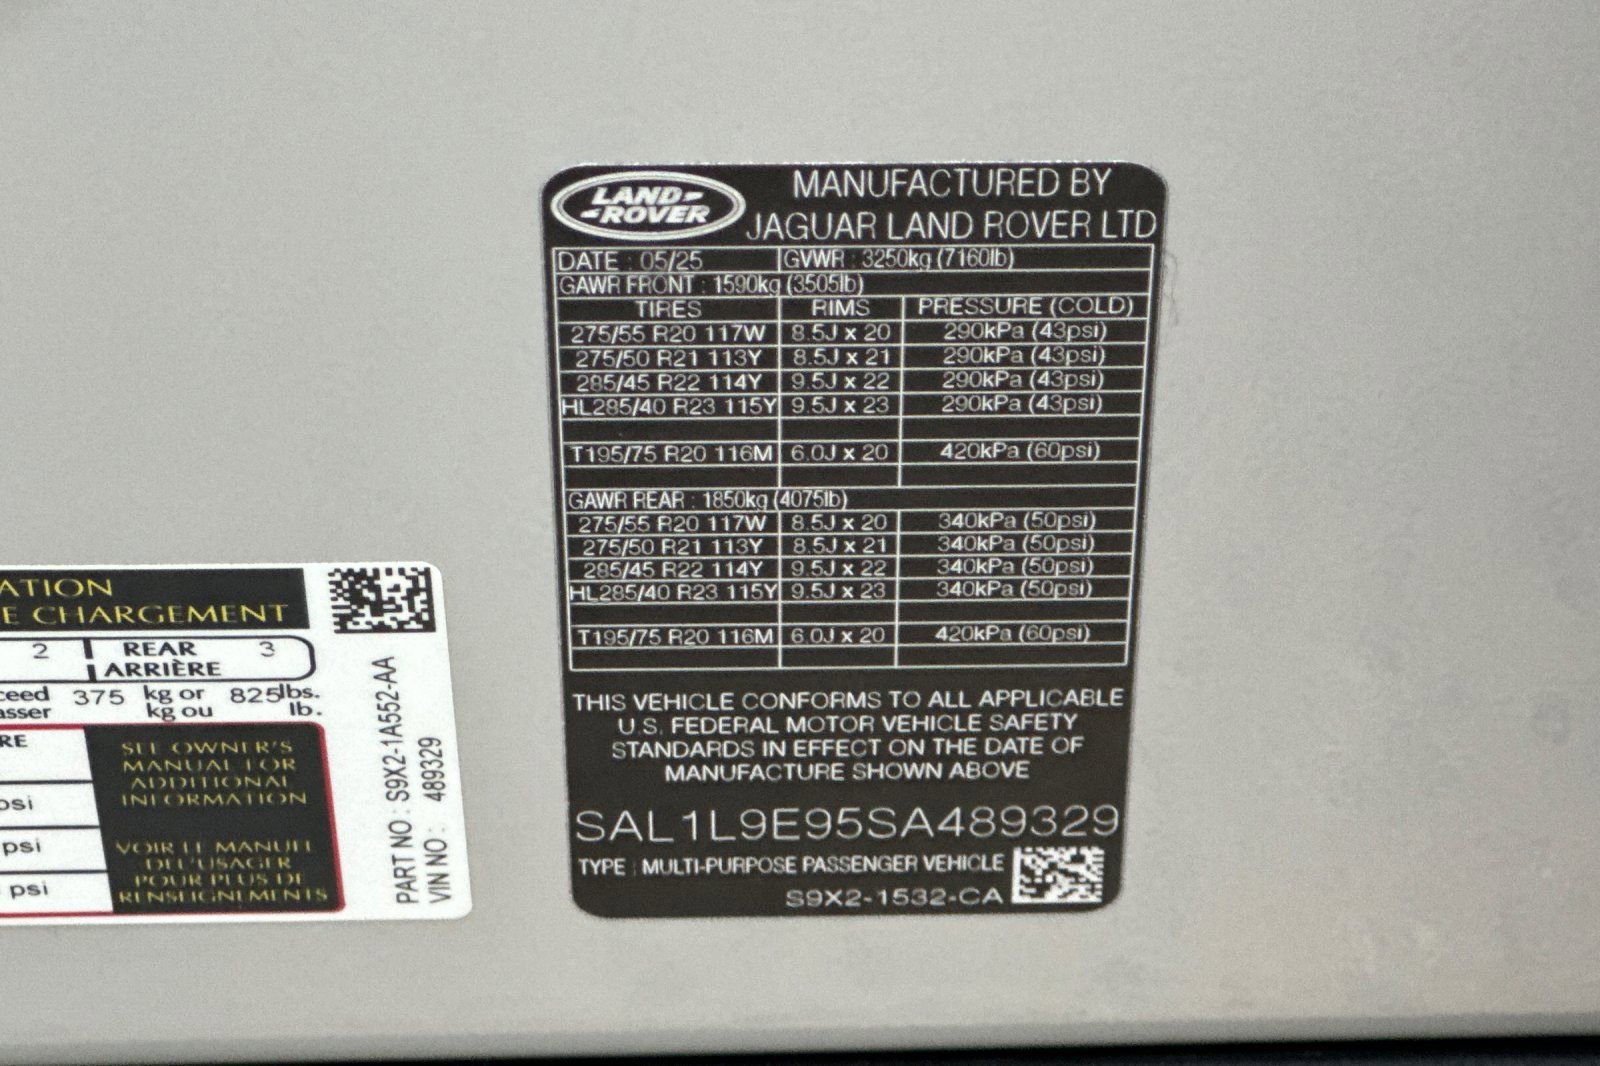 LAND-
-ROVER
MANUFACTURED BY
JAGUAR LAND ROVER LTD
DATE : 05/25 GVWR : 3250kg (7160lb)
GAWR FRONT : 1590kg (3505lb)
TIRES RIMS PRESSURE (COLD)
275/55 R20 117W 8.5J x 20 290kPa (43psi)
275/50 R21 113Y 8.5J x 21 290kPa (43psi)
285/45 R22 114Y 9.5J x 22 290kPa (43psi)
HL285/40 R23 115Y 9.5J x 23 290kPa (43psi)
T195/75 R20 116M 6.0J x 20 420kPa (60psi)
GAWR REAR : 1850kg (4075lb)
275/55 R20 117W 8.5J x 20 340kPa (50psi)
275/50 R21 113Y 8.5J x 21 340kPa (50psi)
285/45 R22 114Y 9.5J x 22 340kPa (50psi)
HL285/40 R23 115Y 9.5J x 23 340kPa (50psi)
T195/75 R20 116M 6.0J x 20 420kPa (60psi)
THIS VEHICLE CONFORMS TO ALL APPLICABLE
U.S. FEDERAL MOTOR VEHICLE SAFETY
STANDARDS IN EFFECT ON THE DATE OF
MANUFACTURE SHOWN ABOVE
SAL1L9E95SA489329
TYPE : MULTI-PURPOSE PASSENGER VEHICLE
S9X2-1532-CA
ATION
E CHARGEMENT
2 REAR 3
ARRIÈRE
ceed 375 kg or 825 lbs.
asser kg ou lb.
RE
psi
psi
psi
SEE OWNER'S
MANUAL FOR
ADDITIONAL
INFORMATION
VOIR LE MANUEL
DE L'USAGER
POUR PLUS DE
RENSEIGNEMENTS
PART NO : S9X2-1A552-AA
VIN NO : 489329